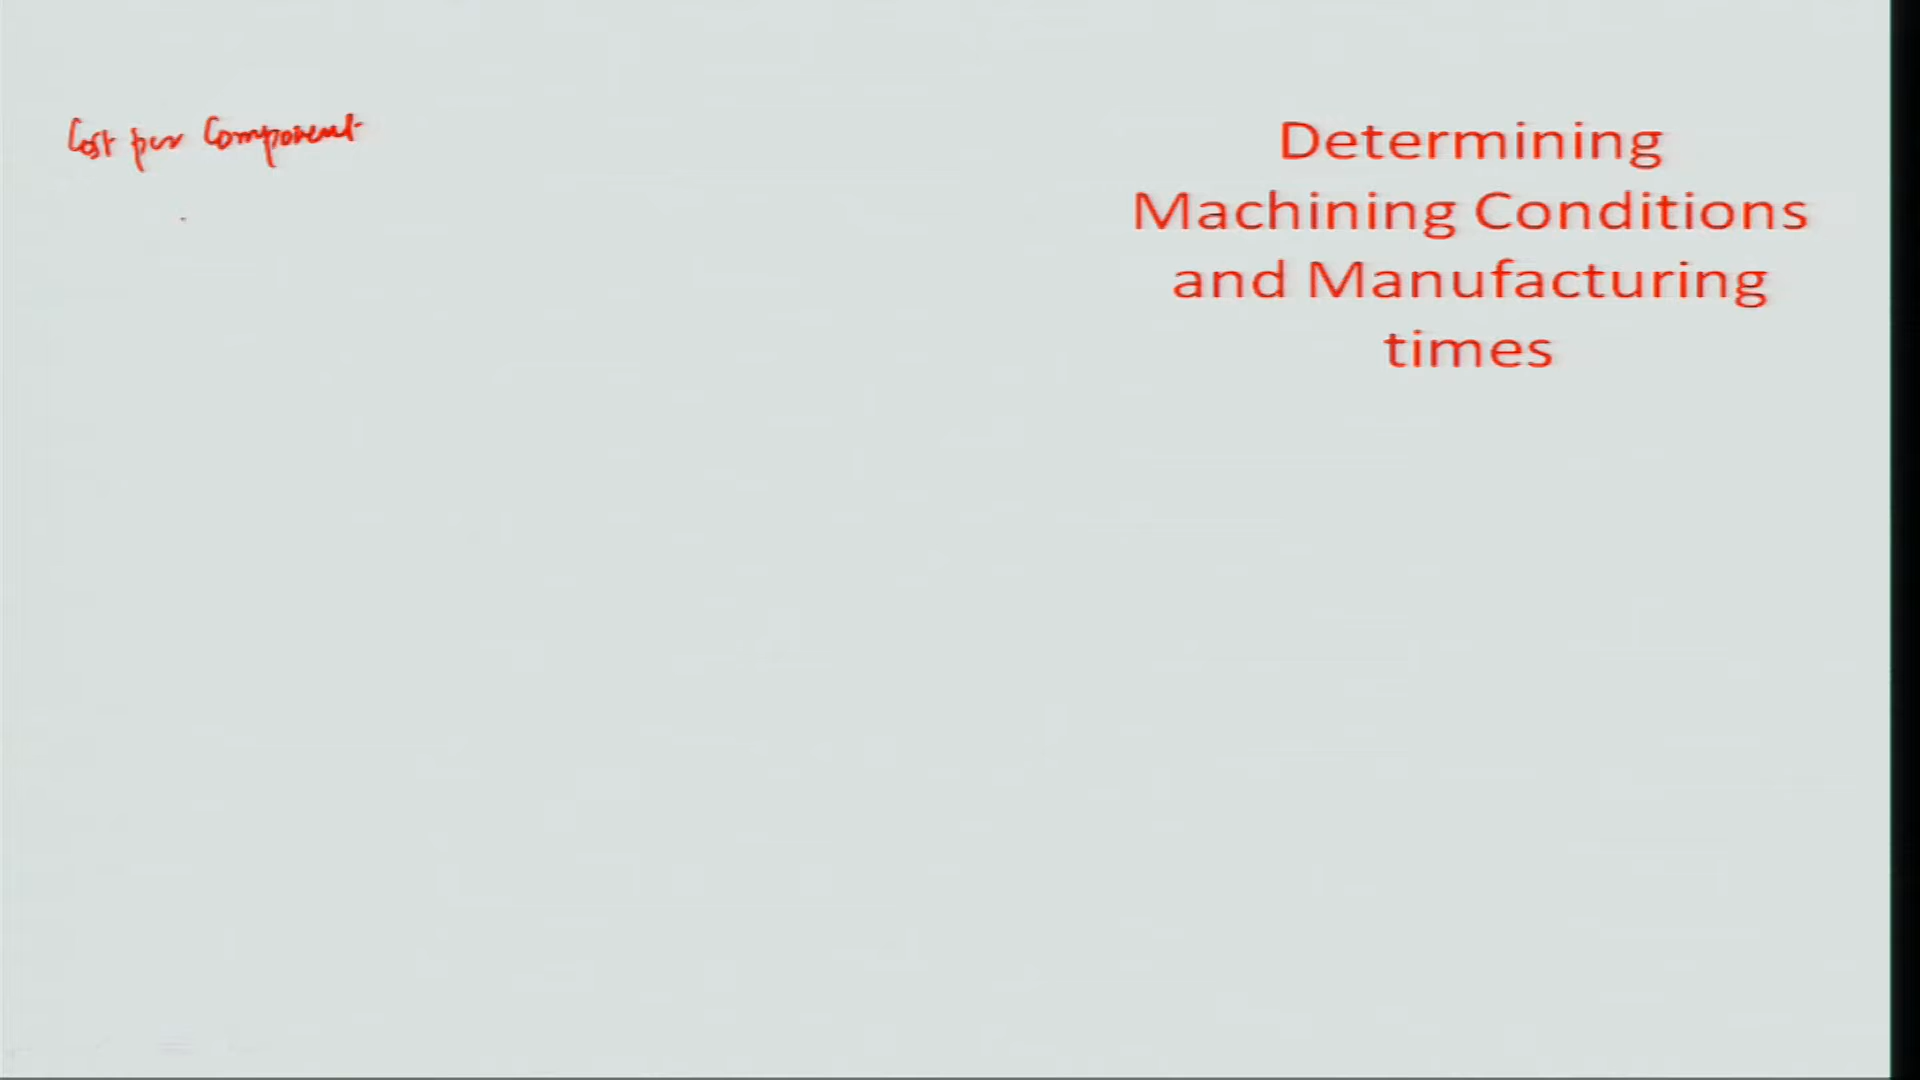 Cost per Component
Determining
Machining Conditions
and Manufacturing
times